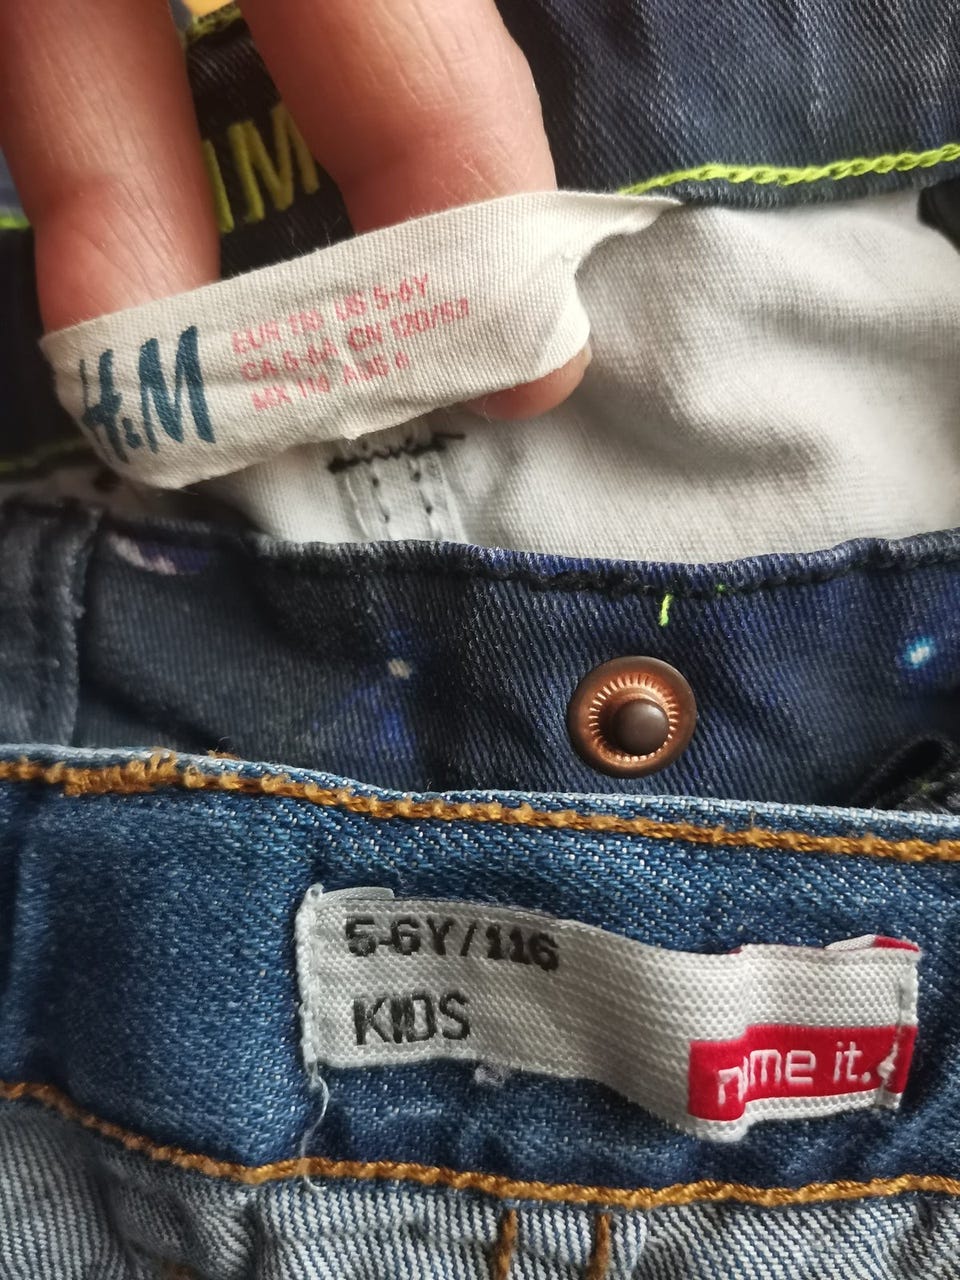 H&M
EUR 116 US 5-6Y
CA 5-6X CN 120/53
MX 116 AUS 6
5-6Y/116
KIDS
name it.